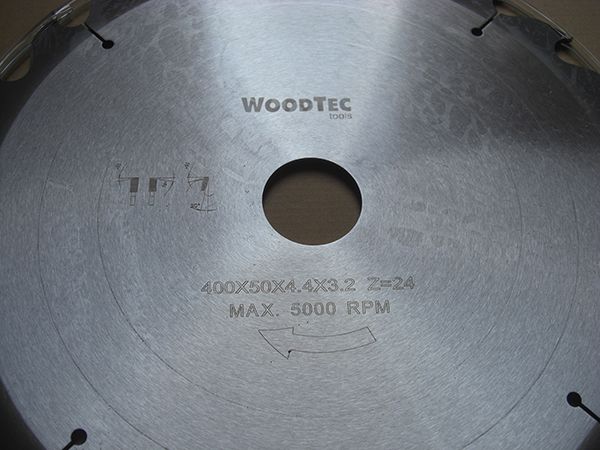 WOODTEC
tools
400X50X4.4X3.2 Z=24
MAX. 5000 RPM